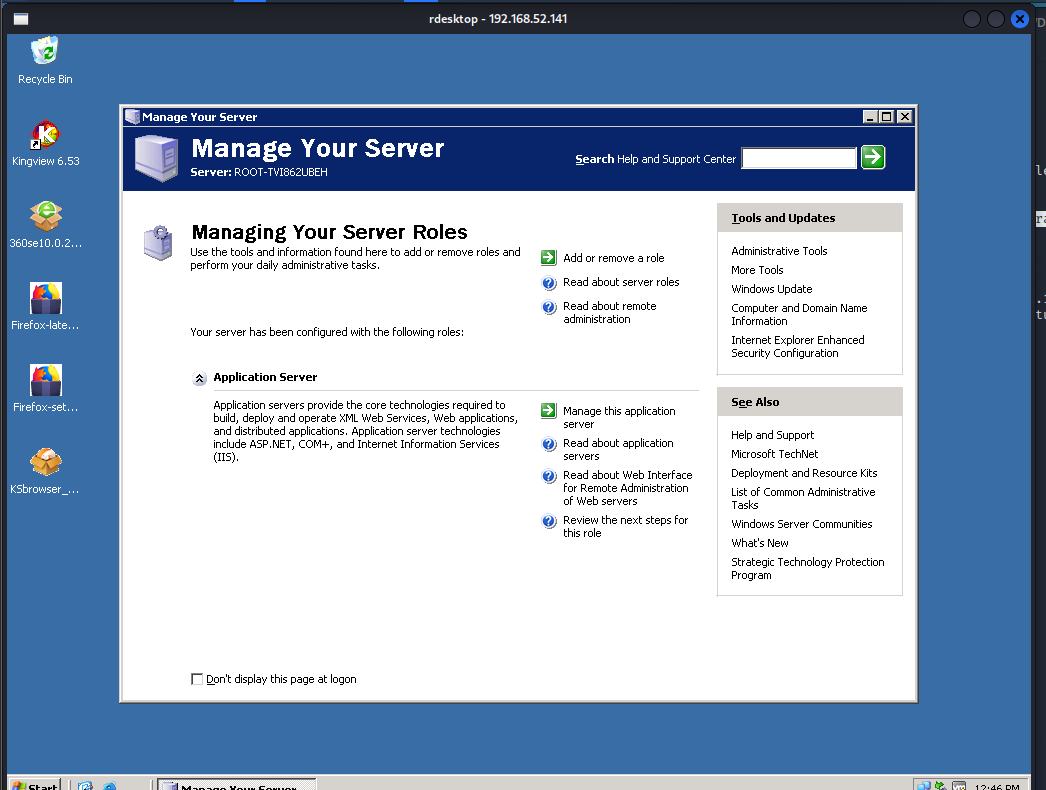 rdesktop - 192.168.52.141
Recycle Bin
Kingview 6.53
360se10.0.2...
Firefox-late...
Firefox-set...
KSbrowser_...
Manage Your Server
Manage Your Server
Server: ROOT-TVI862UBEH
Search Help and Support Center
Managing Your Server Roles
Use the tools and information found here to add or remove roles and
perform your daily administrative tasks.
Add or remove a role
Read about server roles
Read about remote
administration
Your server has been configured with the following roles:
Application Server
Application servers provide the core technologies required to
build, deploy and operate XML Web Services, Web applications,
and distributed applications. Application server technologies
include ASP.NET, COM+, and Internet Information Services
(IIS).
Manage this application
server
Read about application
servers
Read about Web Interface
for Remote Administration
of Web servers
Review the next steps for
this role
Tools and Updates
Administrative Tools
More Tools
Windows Update
Computer and Domain Name
Information
Internet Explorer Enhanced
Security Configuration
See Also
Help and Support
Microsoft TechNet
Deployment and Resource Kits
List of Common Administrative
Tasks
Windows Server Communities
What's New
Strategic Technology Protection
Program
Don't display this page at logon
Start
Manage Your Server
12:46 PM